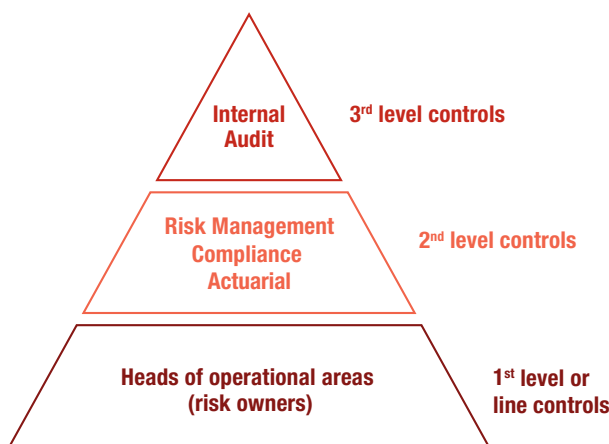 Internal
Audit
3rd level controls
Risk Management
Compliance
Actuarial
2nd level controls
Heads of operational areas
(risk owners)
1st level or
line controls